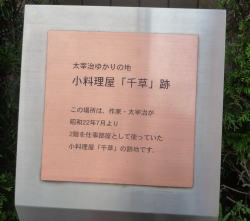 太宰治ゆかりの地
小料理屋「千草」跡
この場所は、作家・太宰治が
昭和22年7月より
2階を仕事部屋として使っていた
小料理屋「千草」の跡地です。